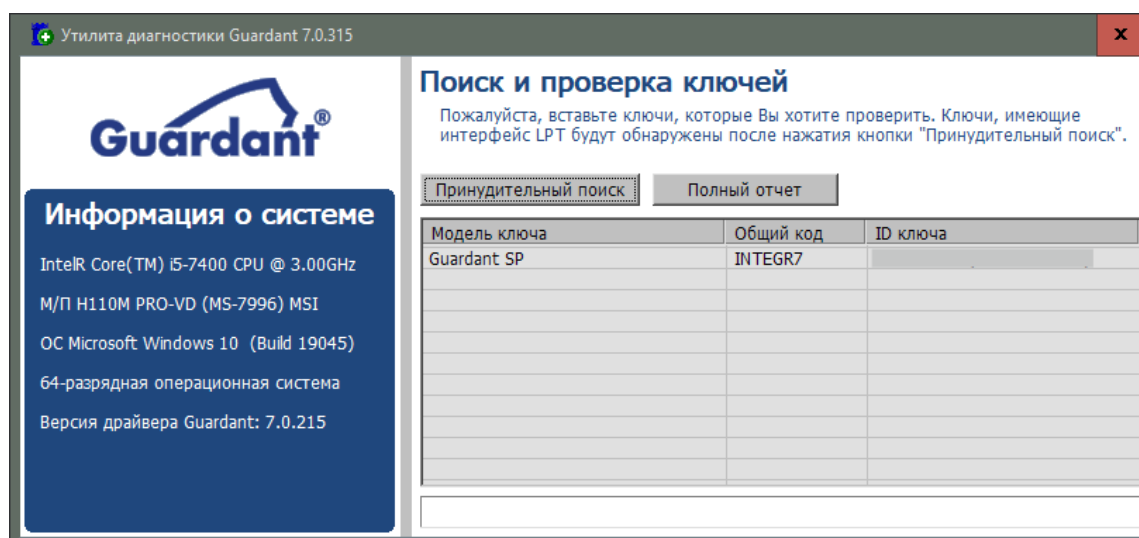 Утилита диагностики Guardant 7.0.315
x
Guardant®
Информация о системе
IntelR Core(TM) i5-7400 CPU @ 3.00GHz
М/П H110M PRO-VD (MS-7996) MSI
ОС Microsoft Windows 10 (Build 19045)
64-разрядная операционная система
Версия драйвера Guardant: 7.0.215
Поиск и проверка ключей
Пожалуйста, вставьте ключи, которые Вы хотите проверить. Ключи, имеющие
интерфейс LPT будут обнаружены после нажатия кнопки "Принудительный поиск".
Принудительный поиск Полный отчет
Модель ключа Общий код ID ключа
Guardant SP INTEGR7